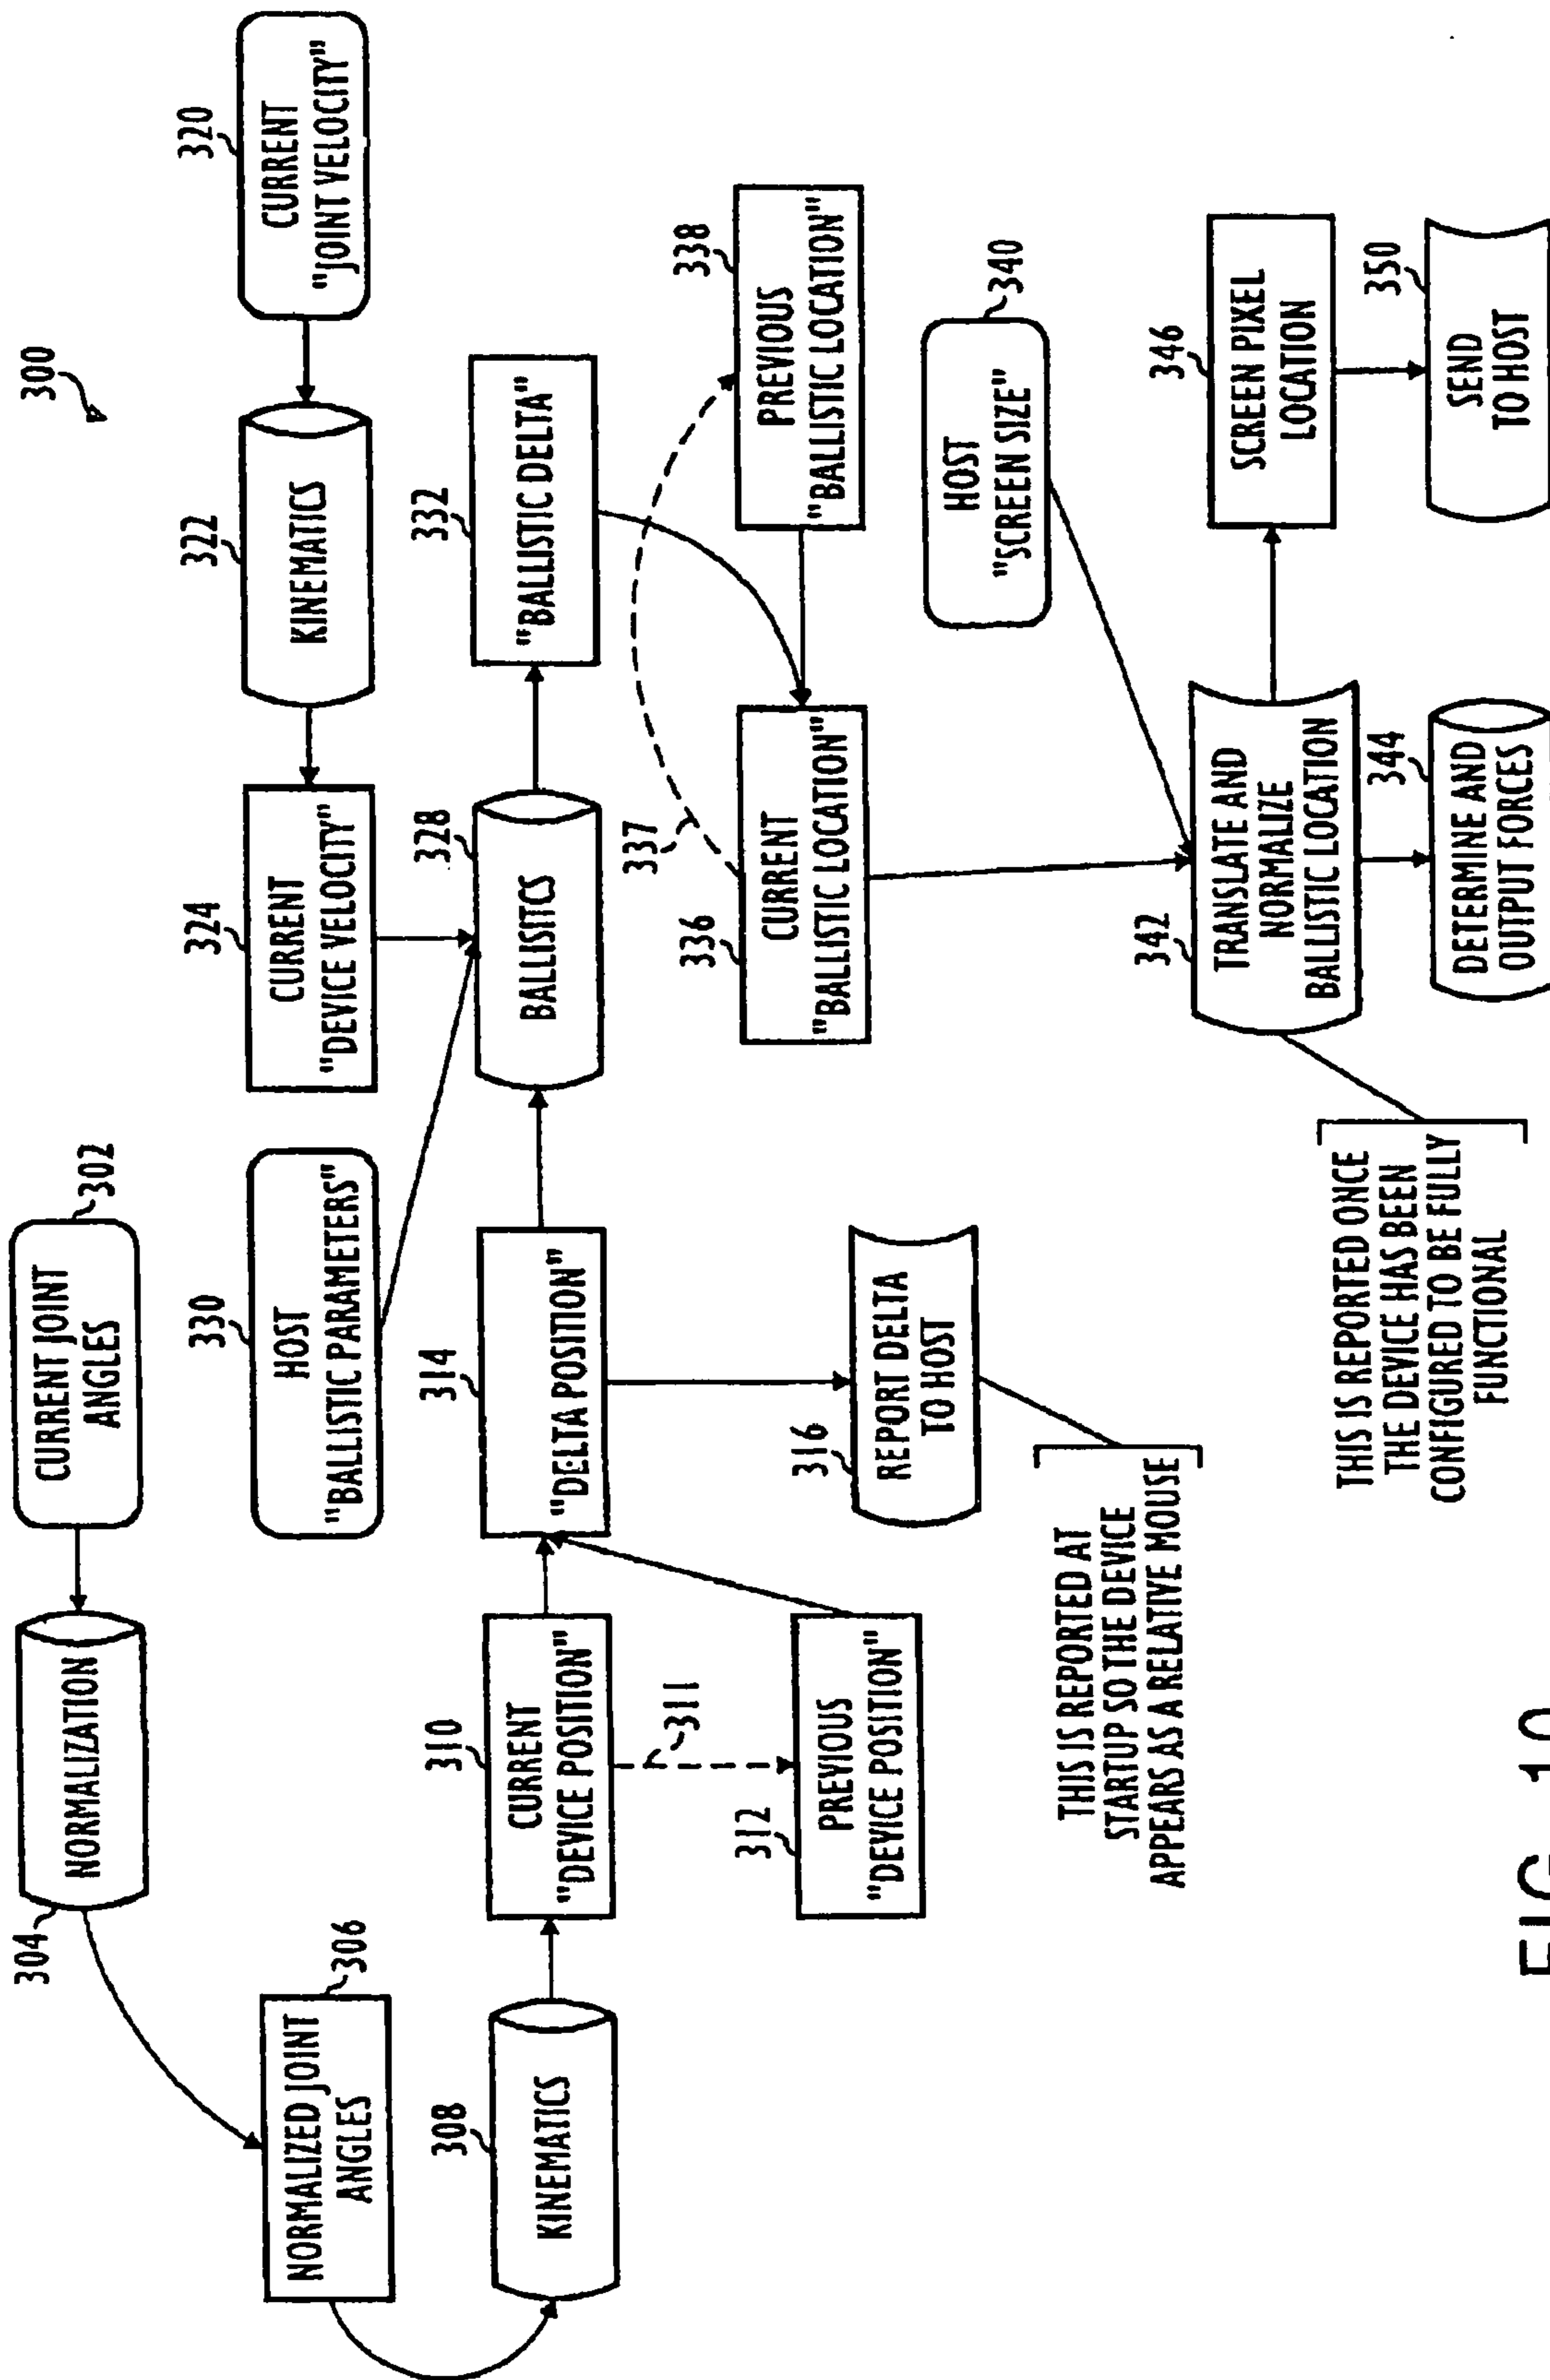 300
CURRENT JOINT
ANGLES
302
NORMALIZATION
304
NORMALIZED JOINT
ANGLES
306
KINEMATICS
308
CURRENT
"DEVICE POSITION"
310
311
PREVIOUS
"DEVICE POSITION"
312
"DELTA POSITION"
314
REPORT DELTA
TO HOST
316
THIS IS REPORTED AT
STARTUP SO THE DEVICE
APPEARS AS A RELATIVE MOUSE
CURRENT
"JOINT VELOCITY"
320
KINEMATICS
322
CURRENT
"DEVICE VELOCITY"
324
BALLISITCS
328
HOST
"BALLISTIC PARAMETERS"
330
"BALLISTIC DELTA"
332
CURRENT
"BALLISTIC LOCATION"
336
337
PREVIOUS
"BALLISTIC LOCATION"
338
HOST
"SCREEN SIZE"
340
TRANSLATE AND
NORMALIZE
BALLISTIC LOCATION
342
DETERMINE AND
OUTPUT FORCES
344
SCREEN PIXEL
LOCATION
346
SEND
TO HOST
350
THIS IS REPORTED ONCE
THE DEVICE HAS BEEN
CONFIGURED TO BE FULLY
FUNCTIONAL
FIG. 10